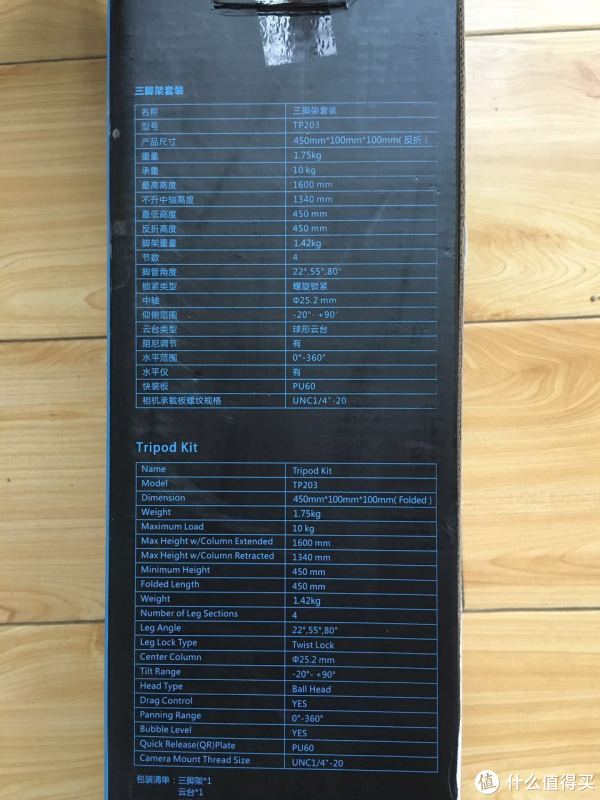 三脚架套装
名称 三脚架套装
型号 TP203
产品尺寸 450mm*100mm*100mm(反折)
重量 1.75kg
承重 10 kg
最高高度 1600 mm
不升中轴高度 1340 mm
最低高度 450 mm
反折高度 450 mm
脚架重量 1.42kg
节数 4
脚管角度 22°,55°,80°
锁紧类型 螺旋锁紧
中轴 Φ25.2 mm
仰俯范围 -20°- +90°
云台类型 球形云台
阻尼调节 有
水平范围 0°-360°
水平仪 有
快装板 PU60
相机承载板螺纹规格 UNC1/4"-20
Tripod Kit
Name Tripod Kit
Model TP203
Dimension 450mm*100mm*100mm(Folded)
Weight 1.75kg
Maximum Load 10 kg
Max Height w/Column Extended 1600 mm
Max Height w/Column Retracted 1340 mm
Minimum Height 450 mm
Folded Length 450 mm
Weight 1.42kg
Number of Leg Sections 4
Leg Angle 22°,55°,80°
Leg Lock Type Twist Lock
Center Column Φ25.2 mm
Tilt Range -20°- +90°
Head Type Ball Head
Drag Control YES
Panning Range 0°-360°
Bubble Level YES
Quick Release(QR)Plate PU60
Camera Mount Thread Size UNC1/4"-20
包装清单：三脚架*1
云台*1
值 什么值得买